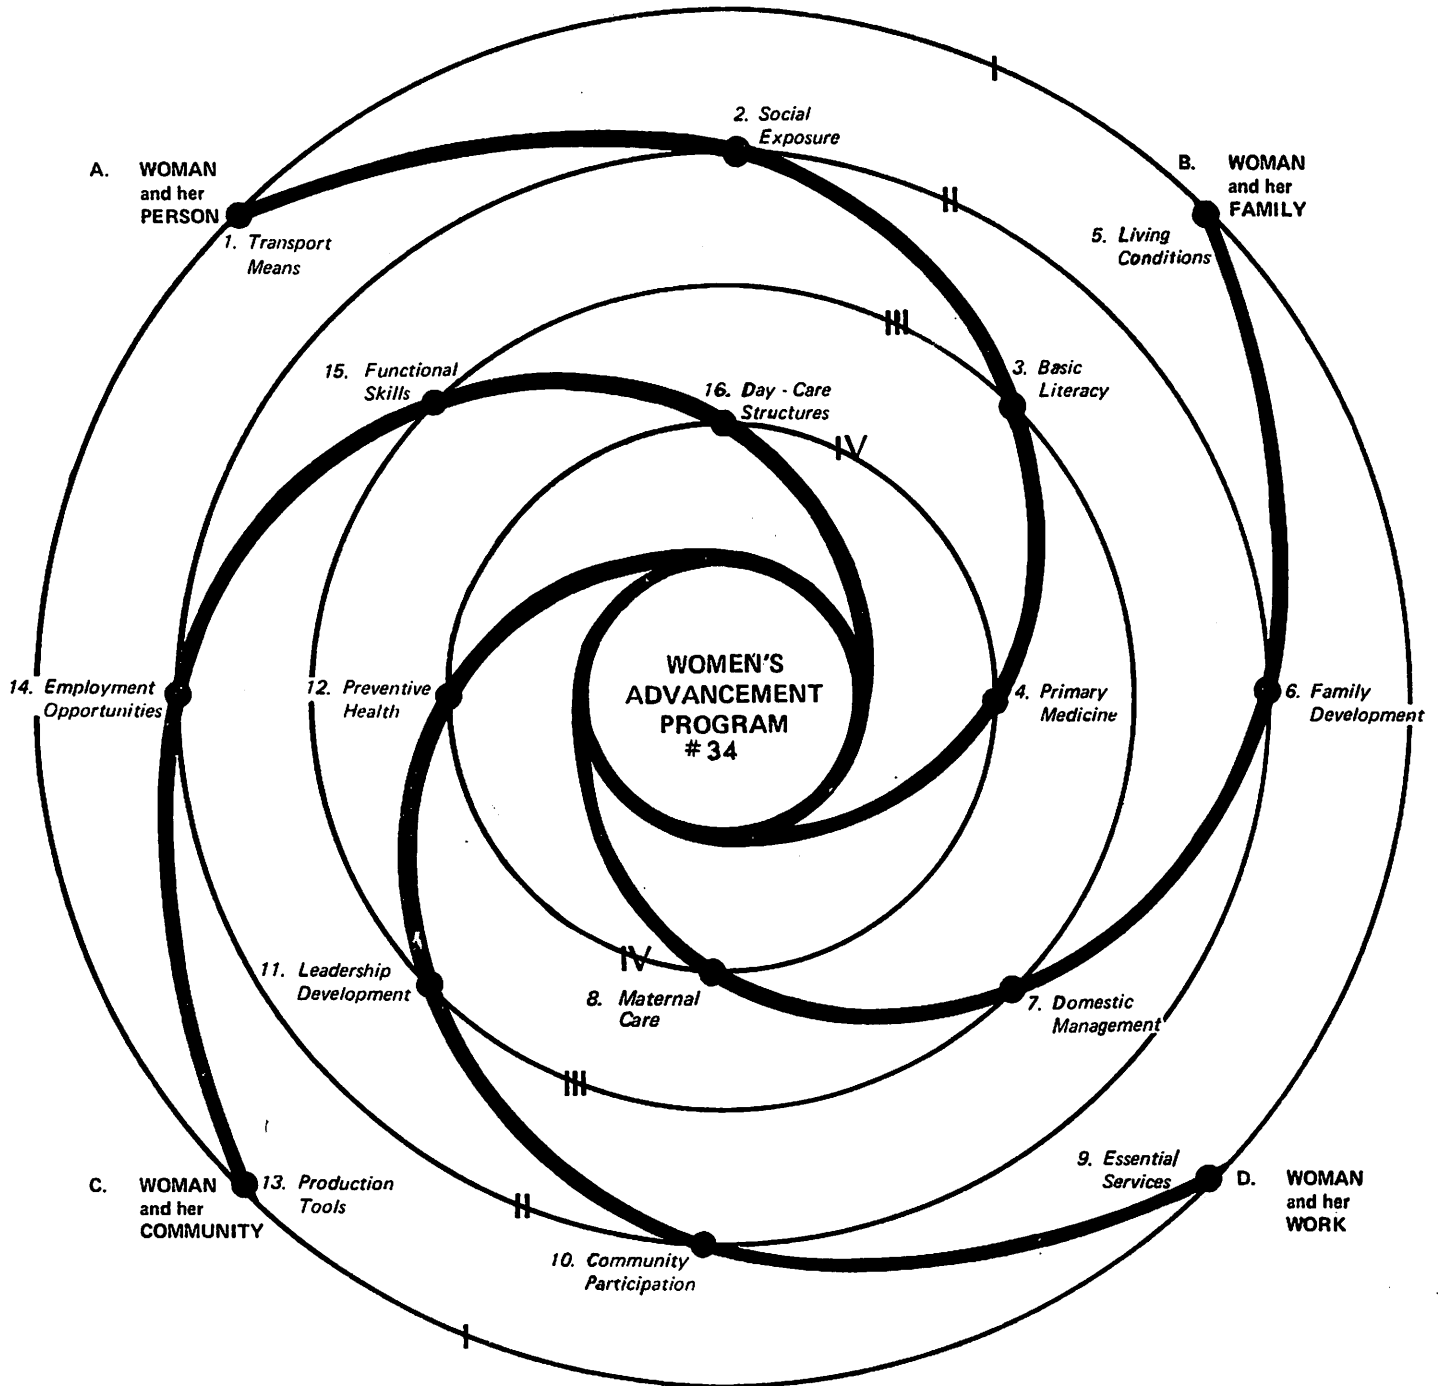 I
2. Social
Exposure
A. WOMAN
and her
PERSON
B. WOMAN
and her
FAMILY
II
1. Transport
Means
5. Living
Conditions
III
15. Functional
Skills
16. Day - Care
Structures
3. Basic
Literacy
IV
WOMEN'S
ADVANCEMENT
PROGRAM
# 34
14. Employment
Opportunities
12. Preventive
Health
4. Primary
Medicine
6. Family
Development
IV
11. Leadership
Development
8. Maternal
Care
7. Domestic
Management
III
C. WOMAN
and her
COMMUNITY
13. Production
Tools
II
9. Essential
Services
D. WOMAN
and her
WORK
10. Community
Participation
I